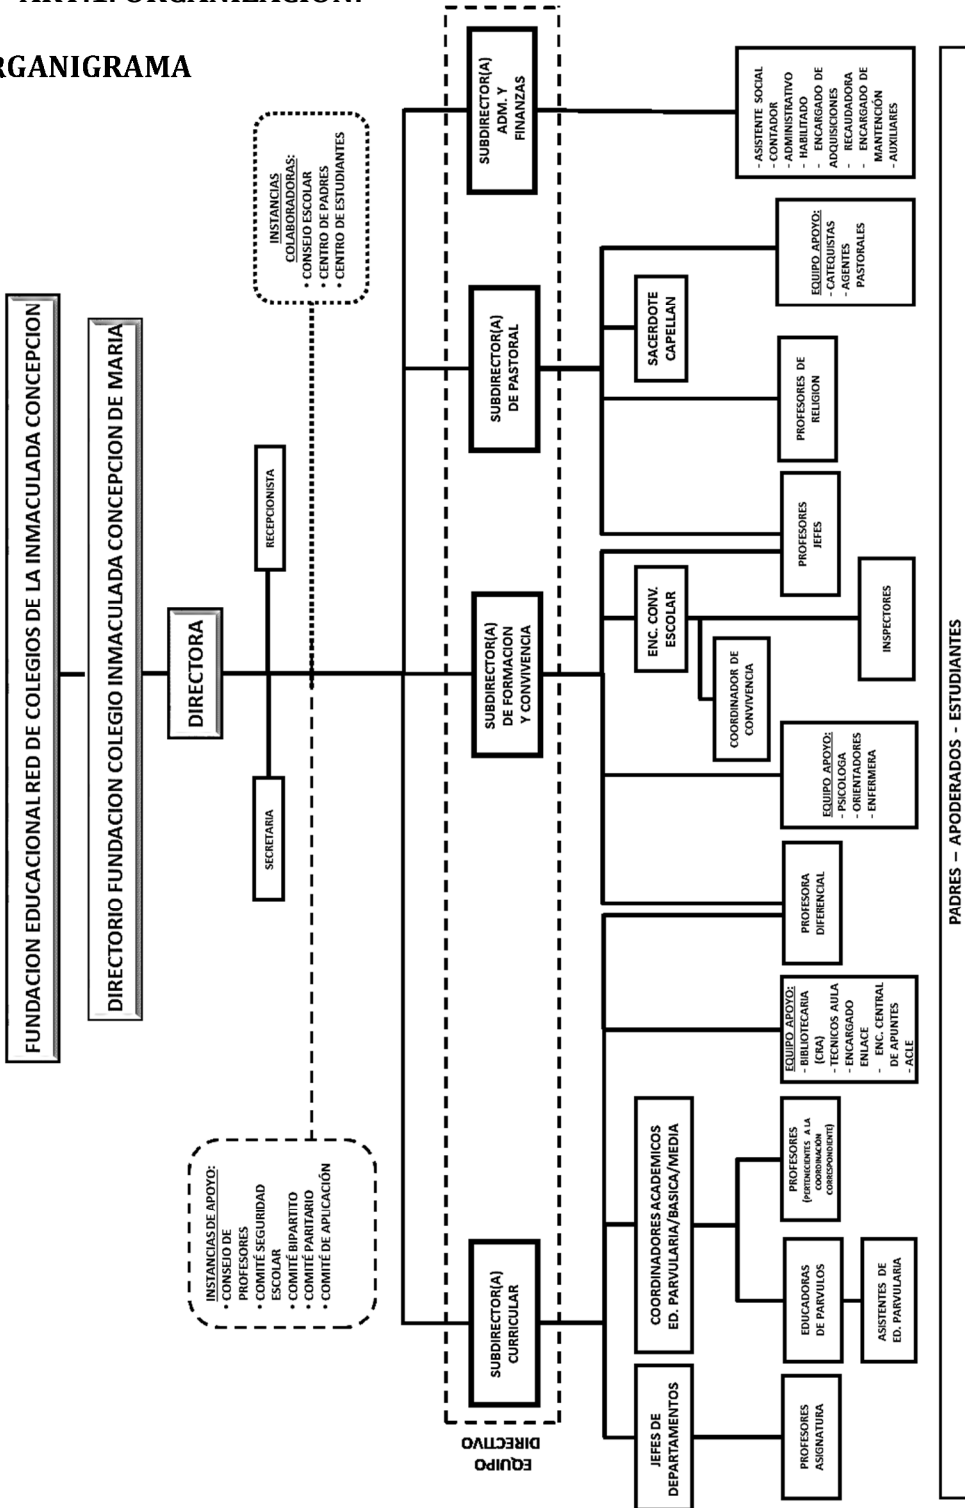 ORGANIGRAMA
FUNDACION EDUCACIONAL RED DE COLEGIOS DE LA INMACULADA CONCEPCION
DIRECTORIO FUNDACION COLEGIO INMACULADA CONCEPCION DE MARIA
DIRECTORA
SECRETARIA
RECEPCIONISTA
INSTANCIAS DE APOYO:
• CONSEJO DE
PROFESORES
• COMITÉ SEGURIDAD
ESCOLAR
• COMITÉ BIPARTITO
• COMITÉ PARITARIO
• COMITÉ DE APLICACIÓN
INSTANCIAS
COLABORADORAS:
• CONSEJO ESCOLAR
• CENTRO DE PADRES
• CENTRO DE ESTUDIANTES
EQUIPO
DIRECTIVO
SUBDIRECTOR(A)
CURRICULAR
SUBDIRECTOR(A)
DE FORMACION
Y CONVIVENCIA
SUBDIRECTOR(A)
DE PASTORAL
SUBDIRECTOR(A)
ADM. Y
FINANZAS
JEFES DE
DEPARTAMENTOS
COORDINADORES ACADEMICOS
ED. PARVULARIA/BASICA/MEDIA
ENC. CONV.
ESCOLAR
SACERDOTE
CAPELLAN
COORDINADOR DE
CONVIVENCIA
PROFESORES
ASIGNATURA
EDUCADORAS
DE PARVULOS
PROFESORES
(PERTENECIENTES A LA
COORDINACIÓN
CORRESPONDIENTE)
EQUIPO APOYO:
- BIBLIOTECARIA
(CRA)
- TECNICOS AULA
- ENCARGADO
ENLACE
- ENC. CENTRAL
DE APUNTES
- ACLE
PROFESORA
DIFERENCIAL
EQUIPO APOYO:
- PSICOLOGA
- ORIENTADORES
- ENFERMERA
PROFESORES
JEFES
PROFESORES DE
RELIGION
EQUIPO APOYO:
- CATEQUISTAS
- AGENTES
PASTORALES
- ASISTENTE SOCIAL
- CONTADOR
- ADMINISTRATIVO
- HABILITADO
- ENCARGADO DE
ADQUISICIONES
- RECAUDADORA
- ENCARGADO DE
MANTENCIÓN
- AUXILIARES
ASISTENTES DE
ED. PARVULARIA
INSPECTORES
PADRES – APODERADOS - ESTUDIANTES